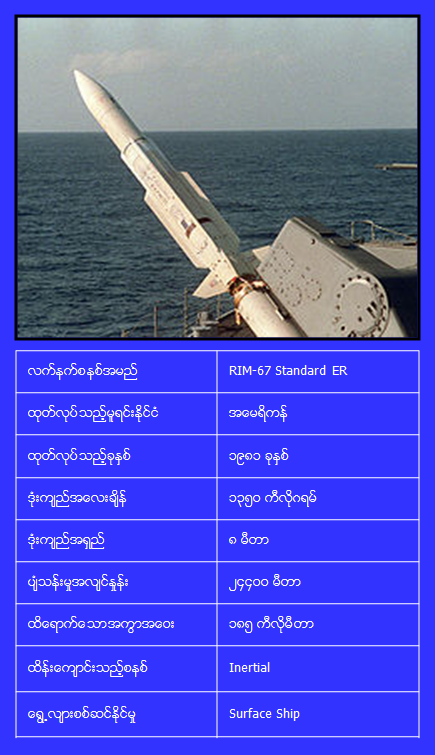 လက်နက်စနစ်အမည် RIM-67 Standard ER
ထုတ်လုပ်သည့်မူရင်းနိုင်ငံ အမေရိကန်
ထုတ်လုပ်သည့်ခုနှစ် ၁၉၈၁ ခုနှစ်
ဒုံးကျည်အလေးချိန် ၁၃၅၀ ကီလိုဂရမ်
ဒုံးကျည်အရှည် ၈ မီတာ
ပျံသန်းမှုအလျင်နှုန်း ၂၄၄၀၀ မီတာ
ထိရောက်သောအကွာအဝေး ၁၈၅ ကီလိုမီတာ
ထိန်းကျောင်းသည့်စနစ် Inertial
ရွေ့လျားစစ်ဆင်နိုင်မှု Surface Ship